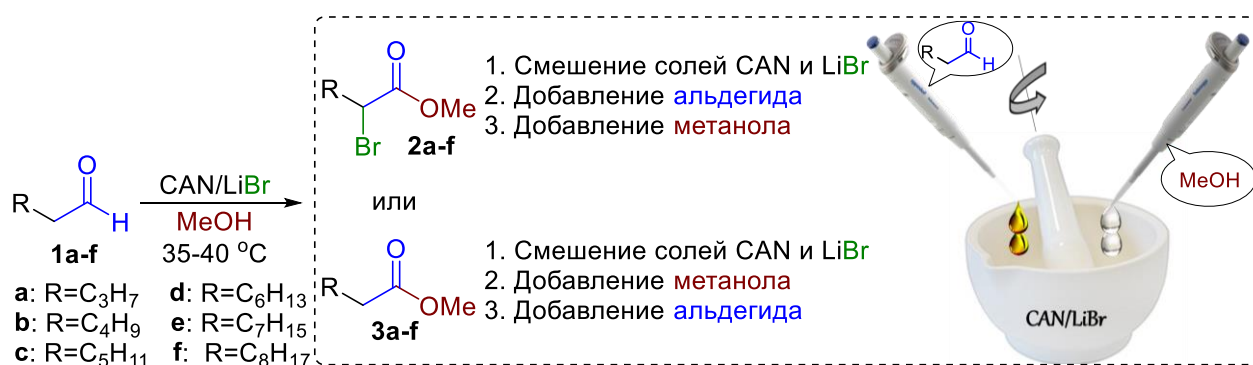 R
O
H
1a-f
CAN/LiBr
MeOH
35-40 °C
a: R=C₃H₇
d: R=C₆H₁₃
b: R=C₄H₉
e: R=C₇H₁₅
c: R=C₅H₁₁
f: R=C₈H₁₇
R
O
OMe
Br
2a-f
1. Смешение солей CAN и LiBr
2. Добавление альдегида
3. Добавление метанола
или
R
O
OMe
3a-f
1. Смешение солей CAN и LiBr
2. Добавление метанола
3. Добавление альдегида
R
O
H
MeOH
CAN/LiBr